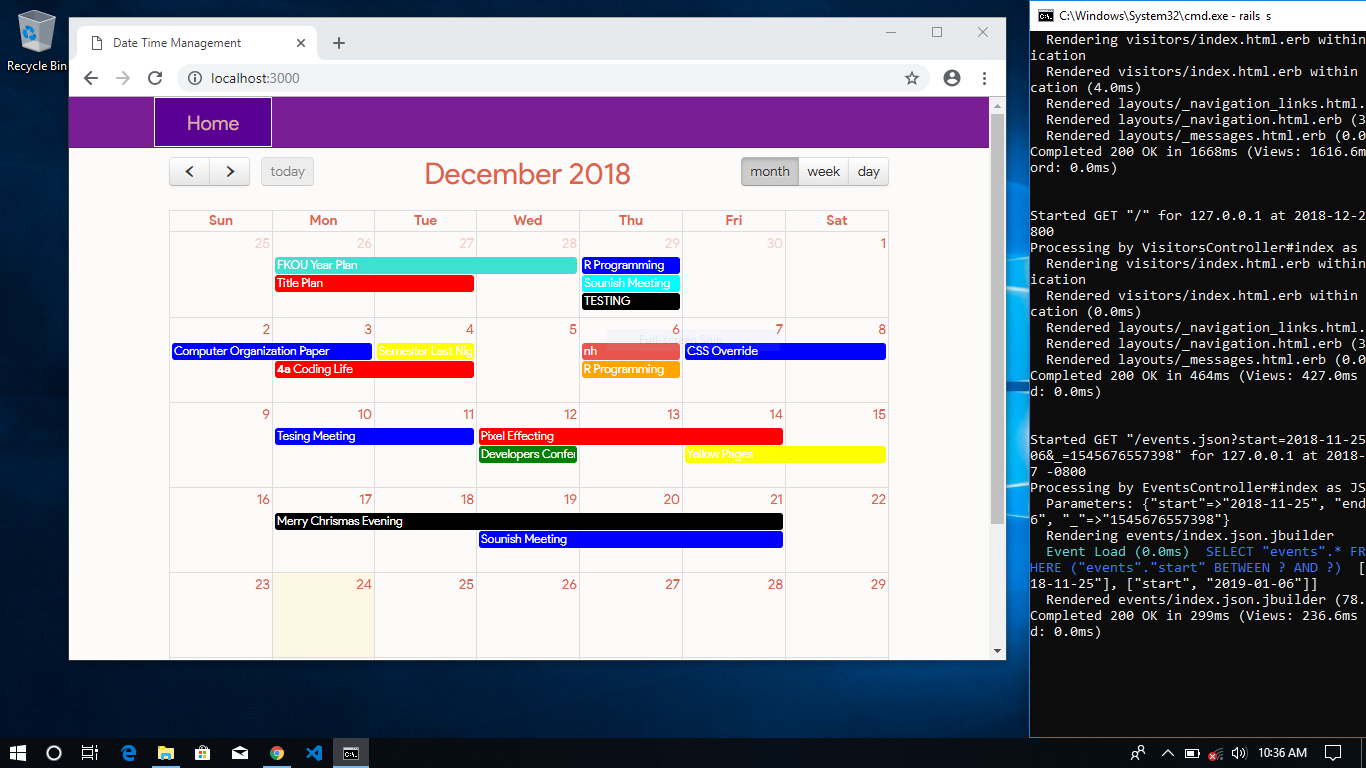 Recycle Bin
Date Time Management
localhost:3000
Home
today
December 2018
month week day
Sun Mon Tue Wed Thu Fri Sat
25 26 27 28 29 30 1
FKOU Year Plan
R Programming
Title Plan
Sounish Meeting
TESTING
2 3 4 5 6 7 8
Computer Organization Paper
Semester Last Nig
nh
CSS Override
4a Coding Life
R Programming
Full-screen Snip
9 10 11 12 13 14 15
Tesing Meeting
Pixel Effecting
Developers Confer
Yellow Pages
16 17 18 19 20 21 22
Merry Chrismas Evening
Sounish Meeting
23 24 25 26 27 28 29
C:\Windows\System32\cmd.exe - rails s
Rendering visitors/index.html.erb within
ication
Rendered visitors/index.html.erb within
cation (4.0ms)
Rendered layouts/_navigation_links.html.
Rendered layouts/_navigation.html.erb (3
Rendered layouts/_messages.html.erb (0.0
Completed 200 OK in 1668ms (Views: 1616.6m
ord: 0.0ms)
Started GET "/" for 127.0.0.1 at 2018-12-2
800
Processing by VisitorsController#index as
Rendering visitors/index.html.erb within
ication
Rendered visitors/index.html.erb within
cation (0.0ms)
Rendered layouts/_navigation_links.html.
Rendered layouts/_navigation.html.erb (3
Rendered layouts/_messages.html.erb (0.0
Completed 200 OK in 464ms (Views: 427.0ms
d: 0.0ms)
Started GET "/events.json?start=2018-11-25
06&_=1545676557398" for 127.0.0.1 at 2018-
7 -0800
Processing by EventsController#index as JS
Parameters: {"start"=>"2018-11-25", "end
6", "_"=>"1545676557398"}
Rendering events/index.json.jbuilder
Event Load (0.0ms) SELECT "events".* FR
HERE ("events"."start" BETWEEN ? AND ?) [
18-11-25"], ["start", "2019-01-06"]]
Rendered events/index.json.jbuilder (78.
Completed 200 OK in 299ms (Views: 236.6ms
d: 0.0ms)
10:36 AM